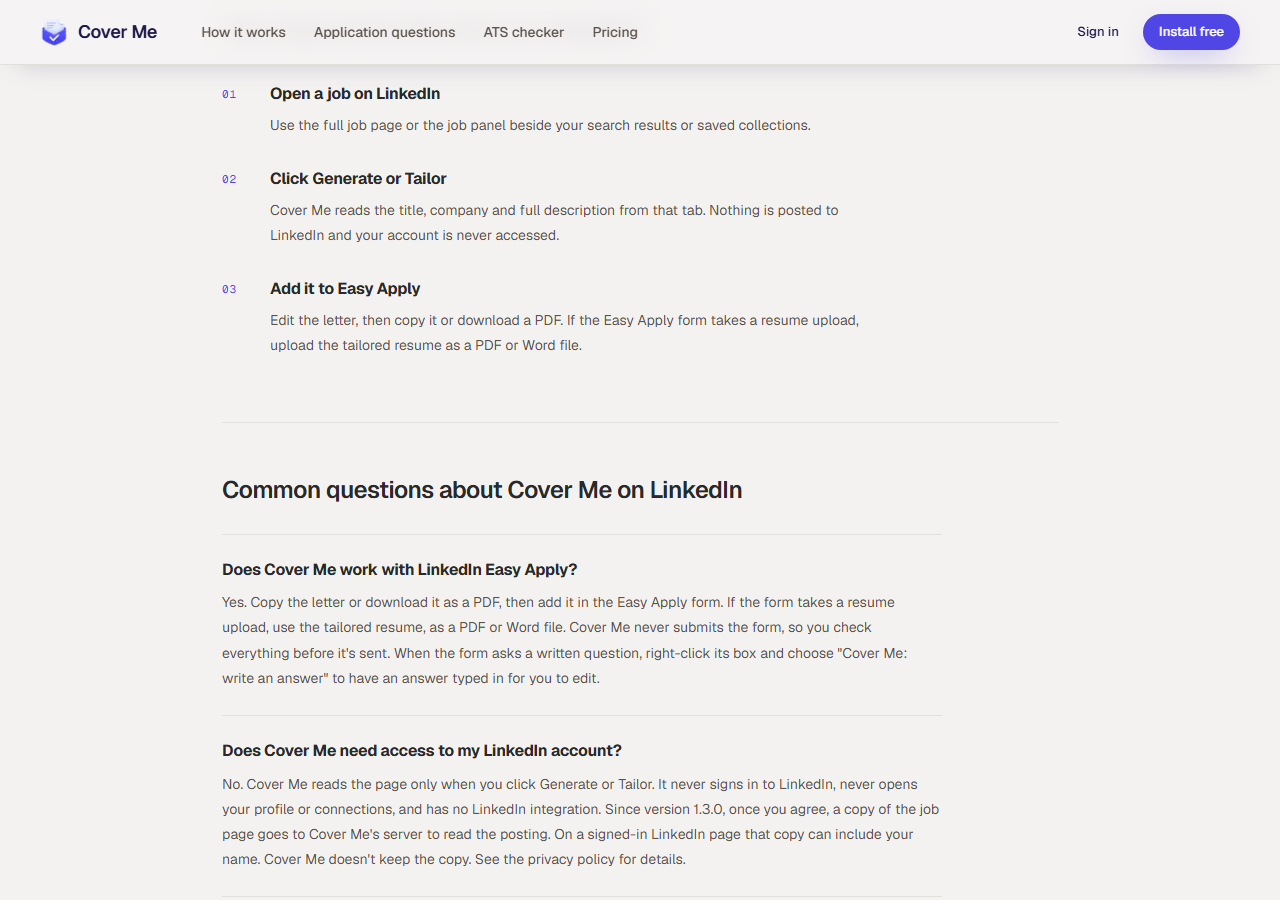 Cover Me
How it works
Application questions
ATS checker
Pricing
Sign in
Install free
01
Open a job on LinkedIn
Use the full job page or the job panel beside your search results or saved collections.
02
Click Generate or Tailor
Cover Me reads the title, company and full description from that tab. Nothing is posted to
LinkedIn and your account is never accessed.
03
Add it to Easy Apply
Edit the letter, then copy it or download a PDF. If the Easy Apply form takes a resume upload,
upload the tailored resume as a PDF or Word file.
Common questions about Cover Me on LinkedIn
Does Cover Me work with LinkedIn Easy Apply?
Yes. Copy the letter or download it as a PDF, then add it in the Easy Apply form. If the form takes a resume
upload, use the tailored resume, as a PDF or Word file. Cover Me never submits the form, so you check
everything before it's sent. When the form asks a written question, right-click its box and choose "Cover Me:
write an answer" to have an answer typed in for you to edit.
Does Cover Me need access to my LinkedIn account?
No. Cover Me reads the page only when you click Generate or Tailor. It never signs in to LinkedIn, never opens
your profile or connections, and has no LinkedIn integration. Since version 1.3.0, once you agree, a copy of the job
page goes to Cover Me's server to read the posting. On a signed-in LinkedIn page that copy can include your
name. Cover Me doesn't keep the copy. See the privacy policy for details.